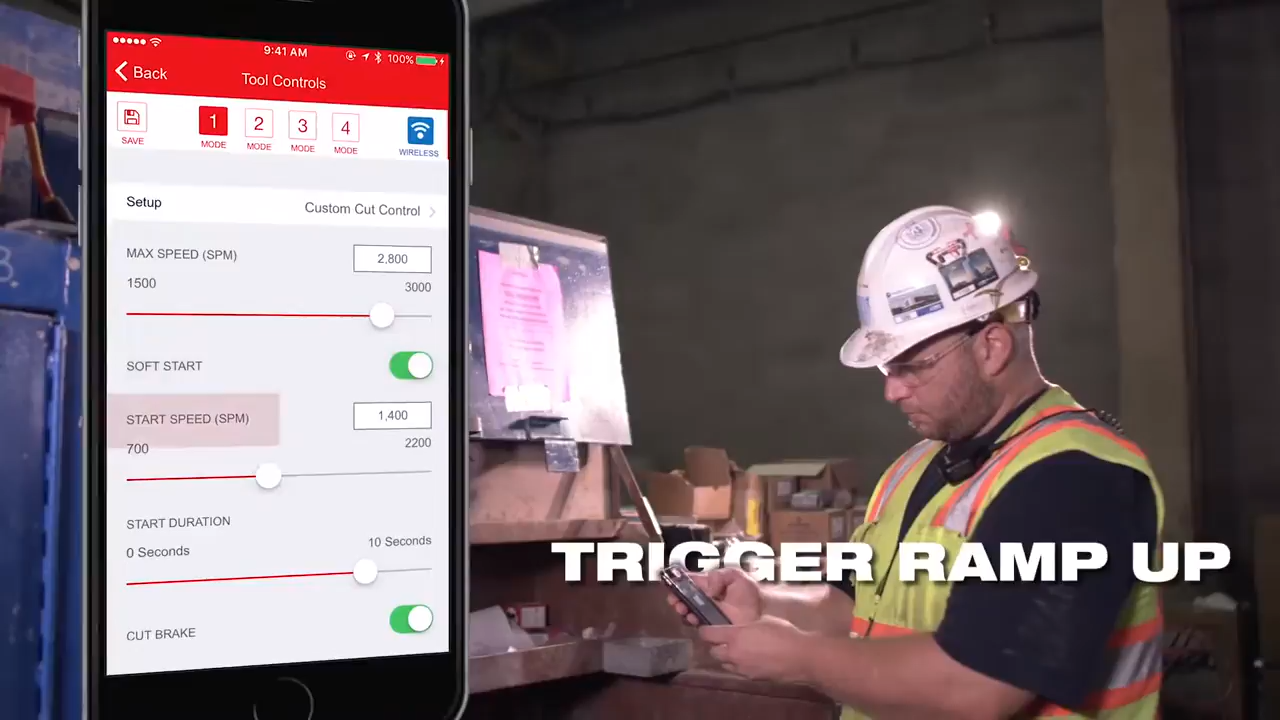 9:41 AM
100%
Back
Tool Controls
SAVE
1
MODE
2
MODE
3
MODE
4
MODE
WIRELESS
Setup
Custom Cut Control
MAX SPEED (SPM)
2,800
1500
3000
SOFT START
START SPEED (SPM)
1,400
700
2200
START DURATION
0 Seconds
10 Seconds
CUT BRAKE
TRIGGER RAMP UP